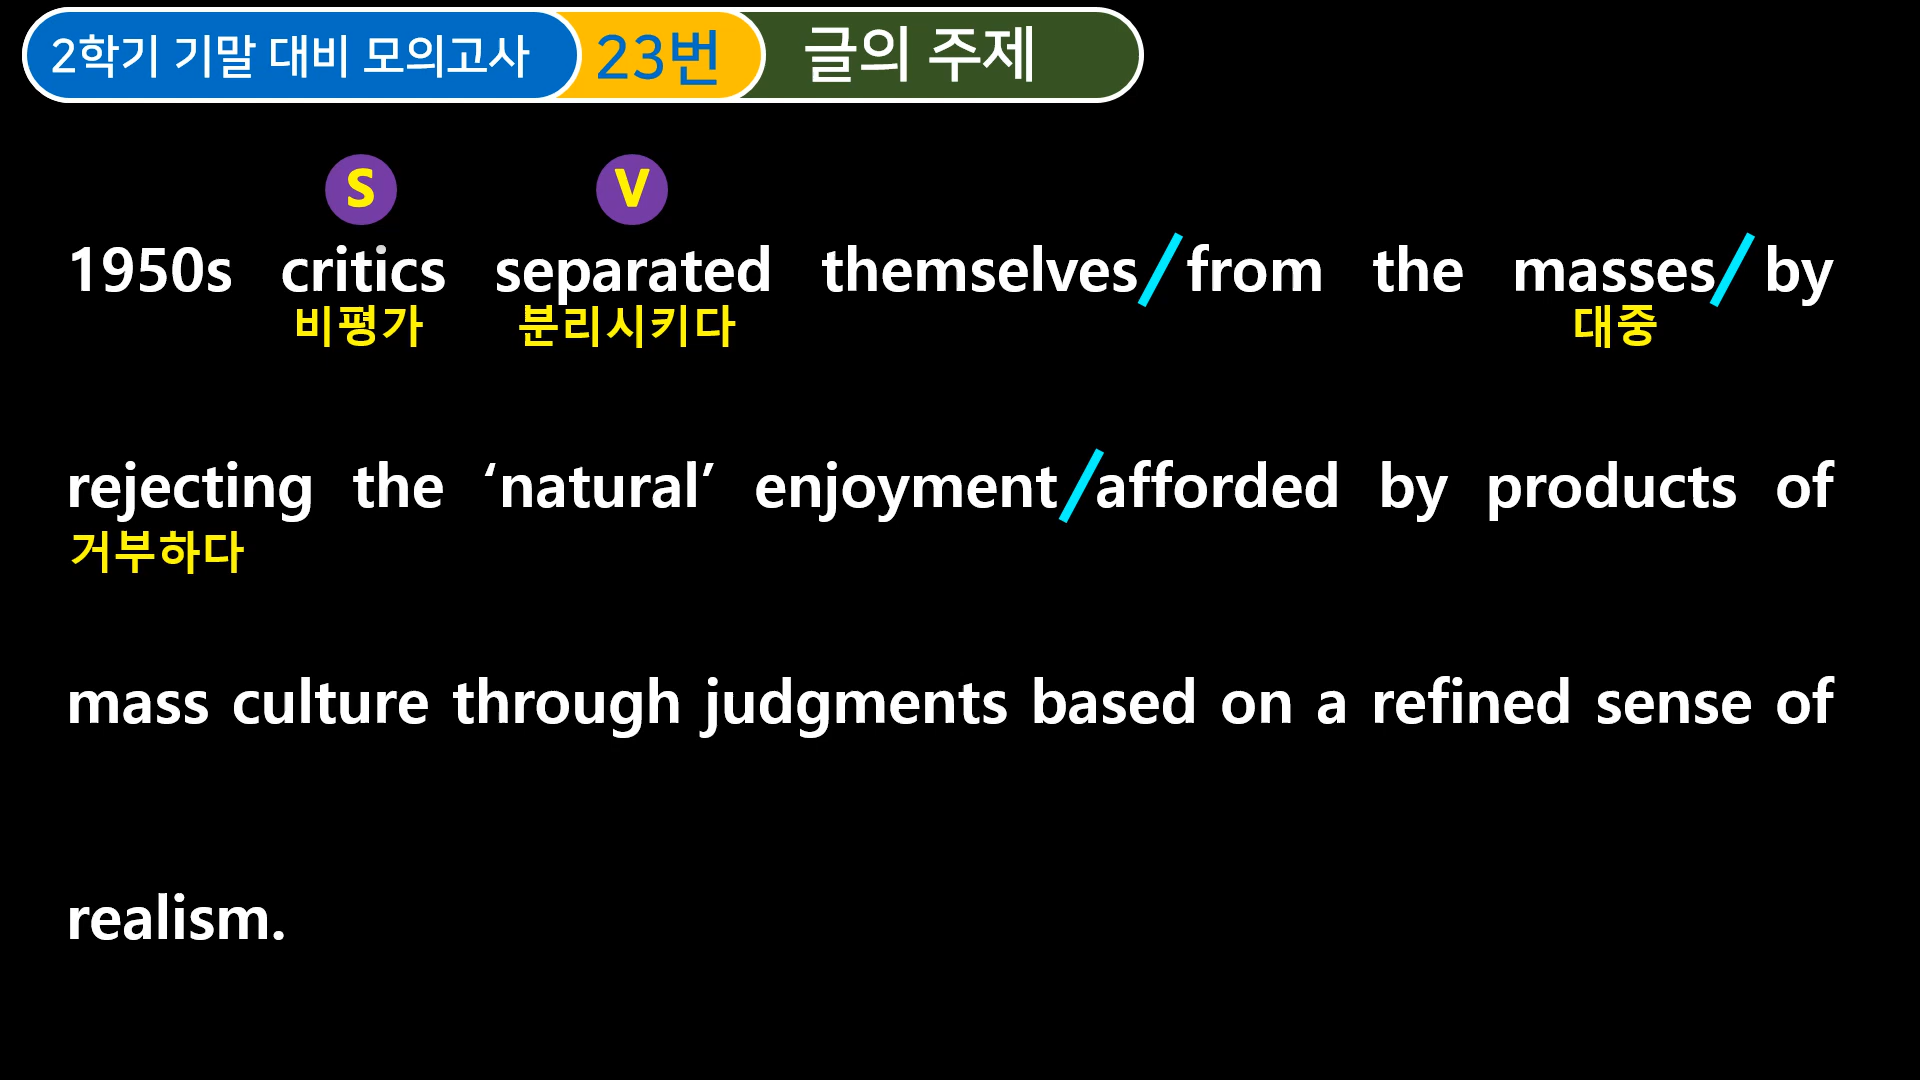 2학기 기말 대비 모의고사 23번 글의 주제
S V
1950s critics separated themselves from the masses by
비평가 분리시키다 대중
rejecting the ‘natural’ enjoyment afforded by products of
거부하다
mass culture through judgments based on a refined sense of
realism.